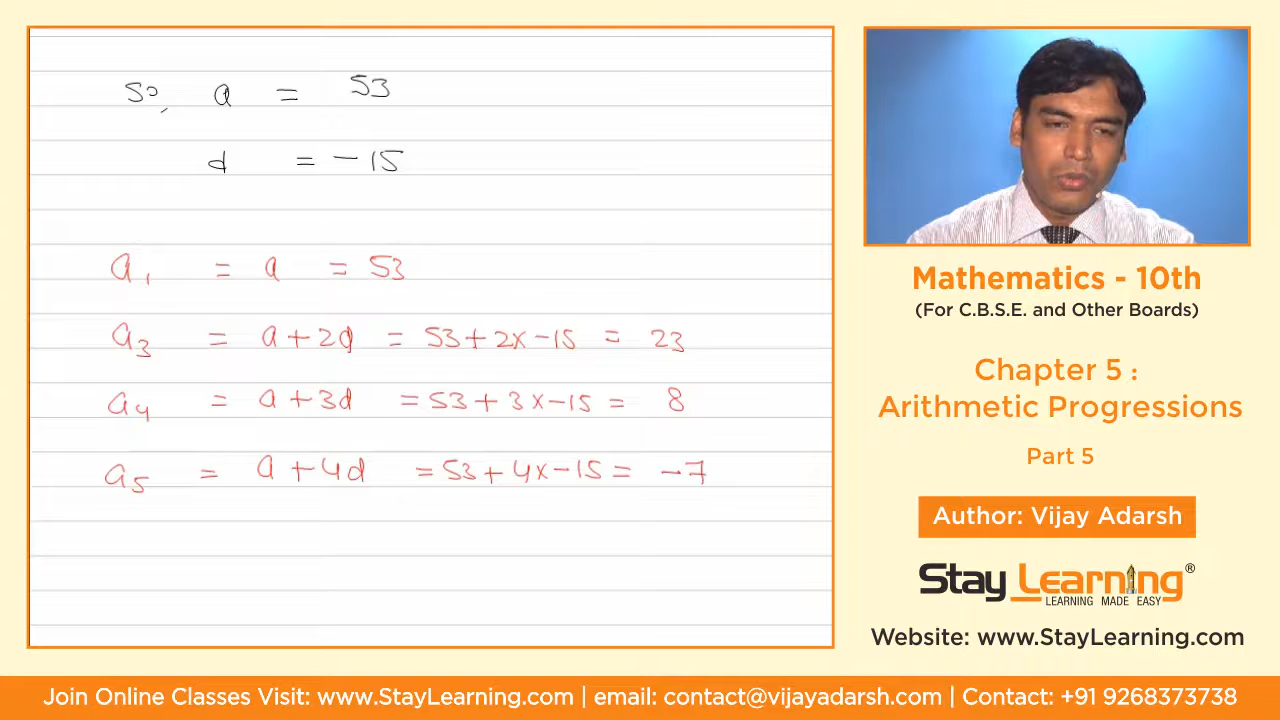 So, a = 53
d = -15
a1 = a = 53
a3 = a+2d = 53+2x-15 = 23
a4 = a+3d = 53+3x-15 = 8
a5 = a+4d = 53+4x-15 = -7
Mathematics - 10th
(For C.B.S.E. and Other Boards)
Chapter 5 :
Arithmetic Progressions
Part 5
Author: Vijay Adarsh
Stay Learning®
LEARNING MADE EASY
Website: www.StayLearning.com
Join Online Classes Visit: www.StayLearning.com | email: contact@vijayadarsh.com | Contact: +91 9268373738